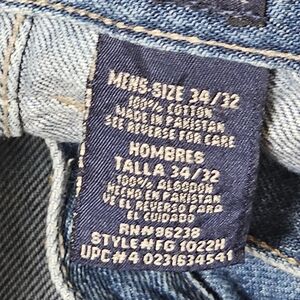 MENS-SIZE 34/32
100% COTTON
MADE IN PAKISTAN
SEE REVERSE FOR CARE
HOMBRES
TALLA 34/32
100% ALGODON
HECHO EN PAKISTAN
VE EL REVERSO PARA
EL CUIDADO
RN#96238
STYLE#FG 1022H
UPC#4 0231634541